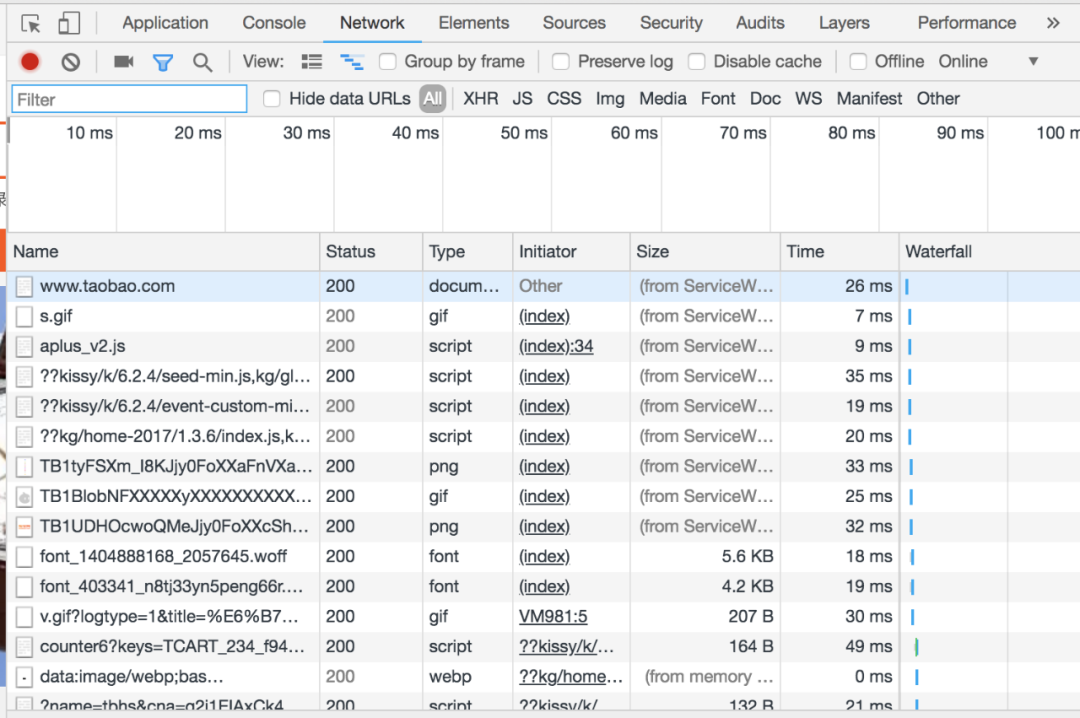 Application Console Network Elements Sources Security Audits Layers Performance »
View: Group by frame Preserve log Disable cache Offline Online ▼
Filter Hide data URLs All XHR JS CSS Img Media Font Doc WS Manifest Other
10 ms 20 ms 30 ms 40 ms 50 ms 60 ms 70 ms 80 ms 90 ms 100 m
Name Status Type Initiator Size Time Waterfall
www.taobao.com 200 docum... Other (from ServiceW... 26 ms
s.gif 200 gif (index) (from ServiceW... 7 ms
aplus_v2.js 200 script (index):34 (from ServiceW... 9 ms
??kissy/k/6.2.4/seed-min.js,kg/gl... 200 script (index) (from ServiceW... 35 ms
??kissy/k/6.2.4/event-custom-mi... 200 script (index) (from ServiceW... 19 ms
??kg/home-2017/1.3.6/index.js,k... 200 script (index) (from ServiceW... 20 ms
TB1tyFSXm_I8KJjy0FoXXaFnVXa... 200 png (index) (from ServiceW... 33 ms
TB1BlobNFXXXXXyXXXXXXXXXX... 200 gif (index) (from ServiceW... 25 ms
TB1UDHOcwoQMeJjy0FoXXcSh... 200 png (index) (from ServiceW... 32 ms
font_1404888168_2057645.woff 200 font (index) 5.6 KB 18 ms
font_403341_n8tj33yn5peng66r.... 200 font (index) 4.2 KB 19 ms
v.gif?logtype=1&title=%E6%B7... 200 gif VM981:5 207 B 30 ms
counter6?keys=TCART_234_f94... 200 script ??kissy/k/... 164 B 49 ms
data:image/webp;bas... 200 webp ??kg/home... (from memory ... 0 ms
200 script ??kissy/k/ 132 B 21 ms